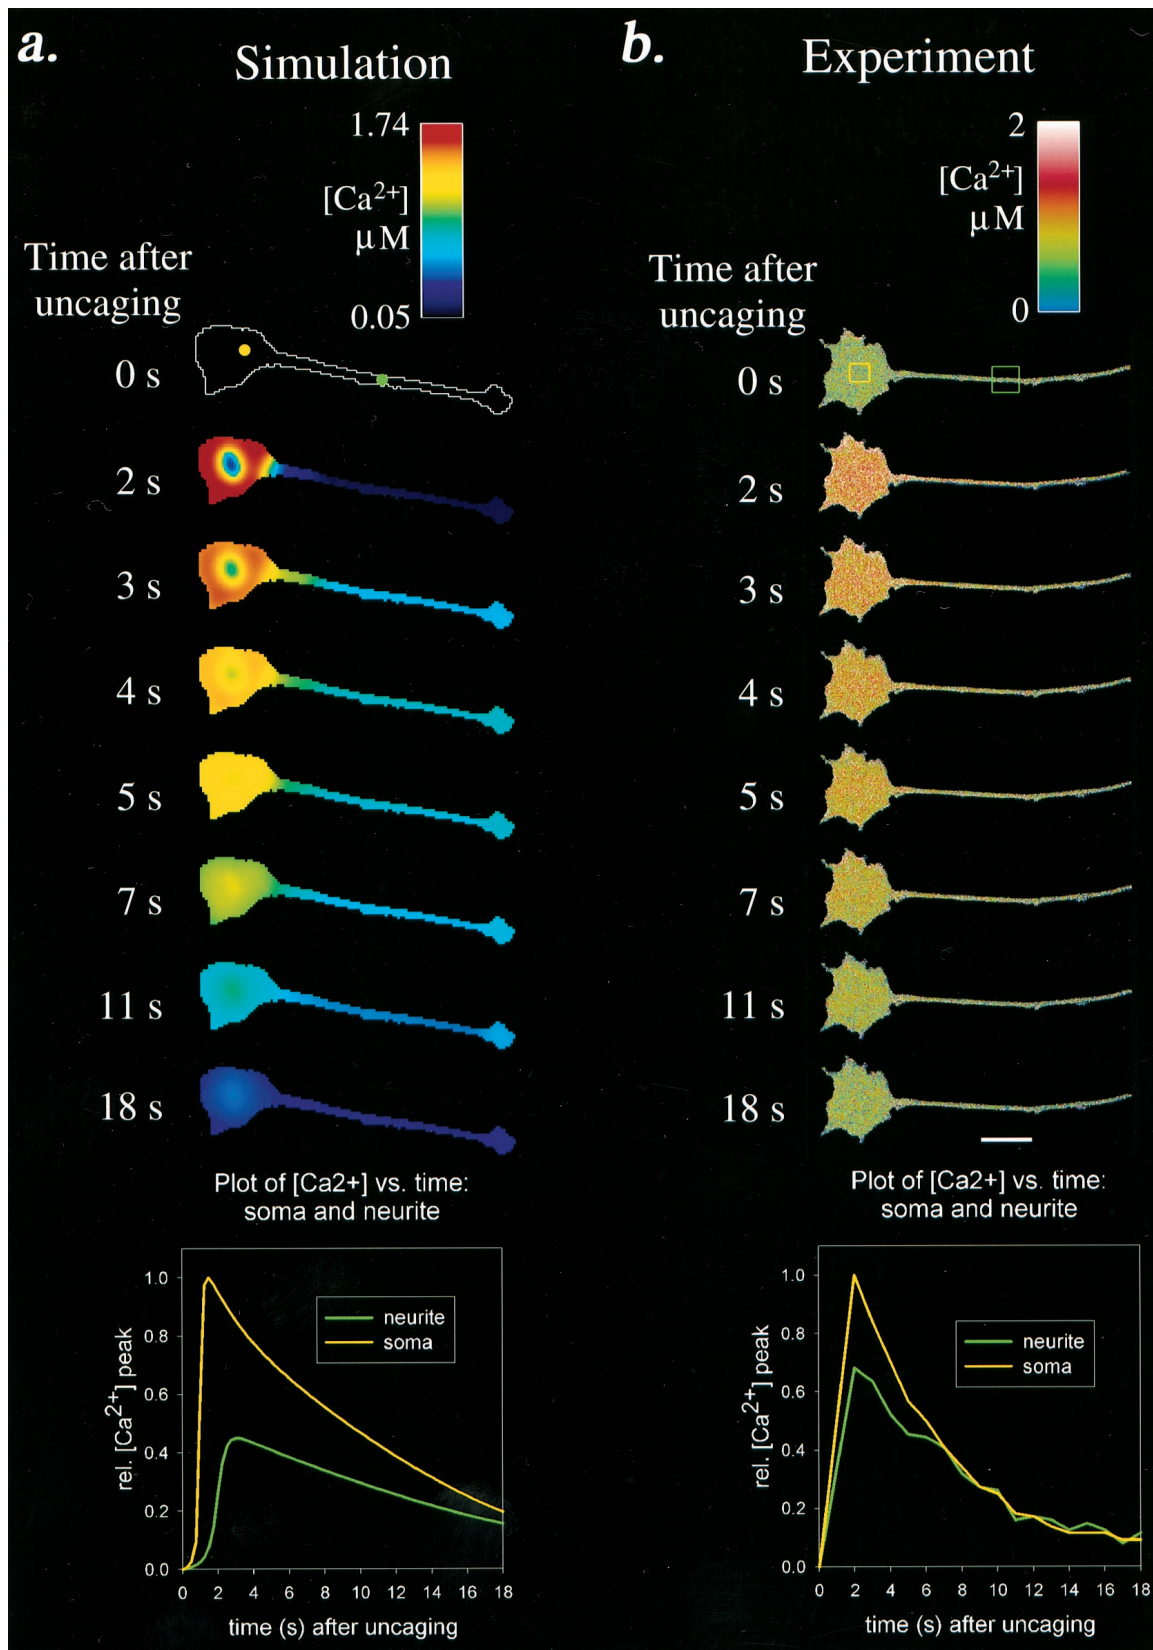 a.
Simulation
1.74
[Ca2+]
μM
0.05
Time after
uncaging
0 s
2 s
3 s
4 s
5 s
7 s
11 s
18 s
Plot of [Ca2+] vs. time:
soma and neurite
rel. [Ca2+] peak
1.0
0.8
0.6
0.4
0.2
0.0
neurite
soma
0 2 4 6 8 10 12 14 16 18
time (s) after uncaging
b.
Experiment
2
[Ca2+]
μM
0
Time after
uncaging
0 s
2 s
3 s
4 s
5 s
7 s
11 s
18 s
Plot of [Ca2+] vs. time:
soma and neurite
rel. [Ca2+] peak
1.0
0.8
0.6
0.4
0.2
0.0
neurite
soma
0 2 4 6 8 10 12 14 16 18
time (s) after uncaging